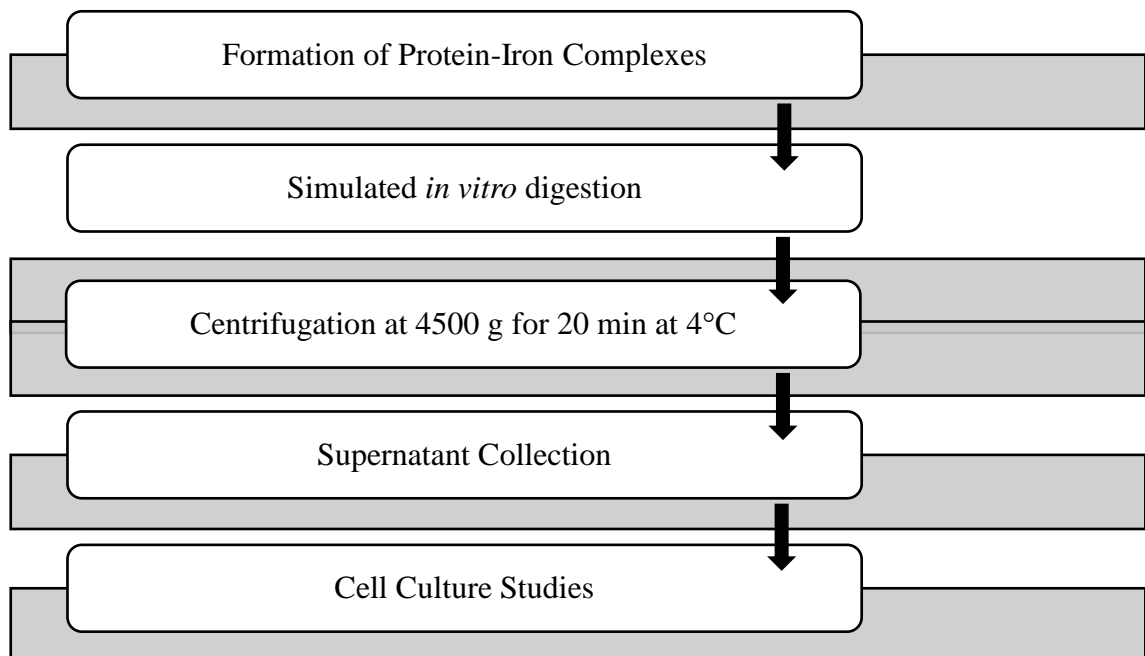 Formation of Protein-Iron Complexes
Simulated in vitro digestion
Centrifugation at 4500 g for 20 min at 4°C
Supernatant Collection
Cell Culture Studies